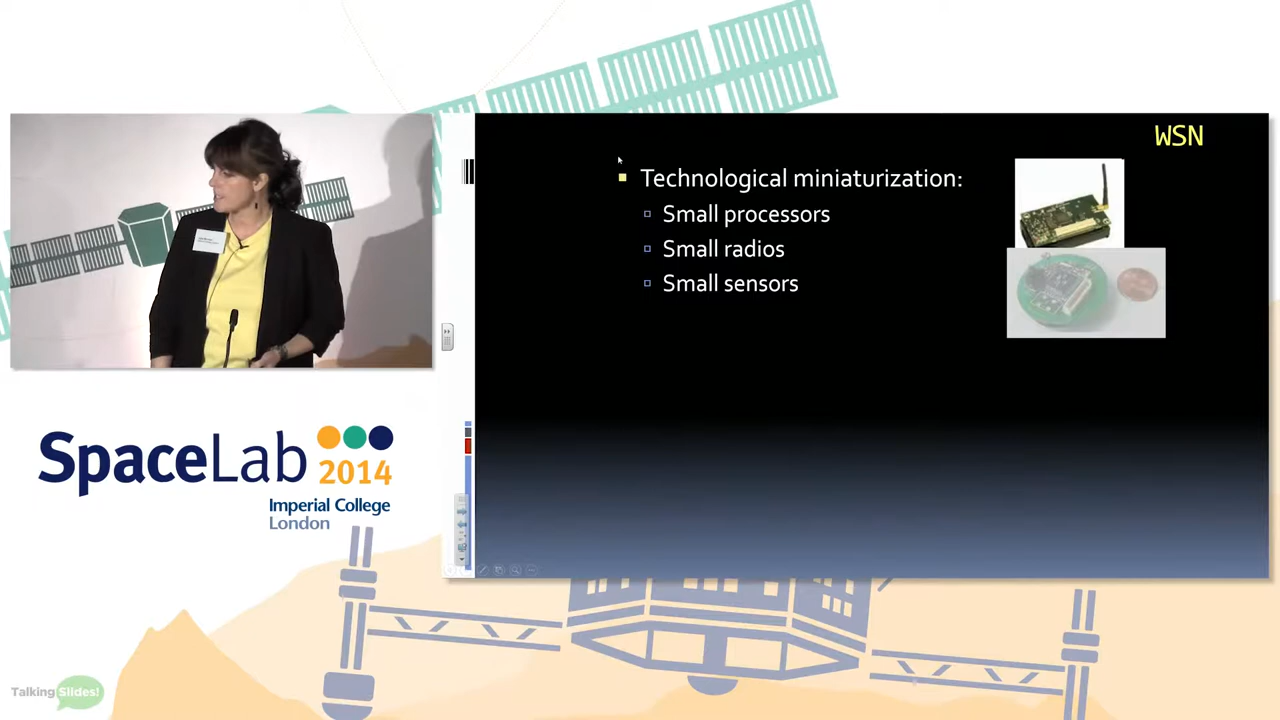 WSN
Technological miniaturization:
Small processors
Small radios
Small sensors
SpaceLab
2014
Imperial College
London
Talking Slides!